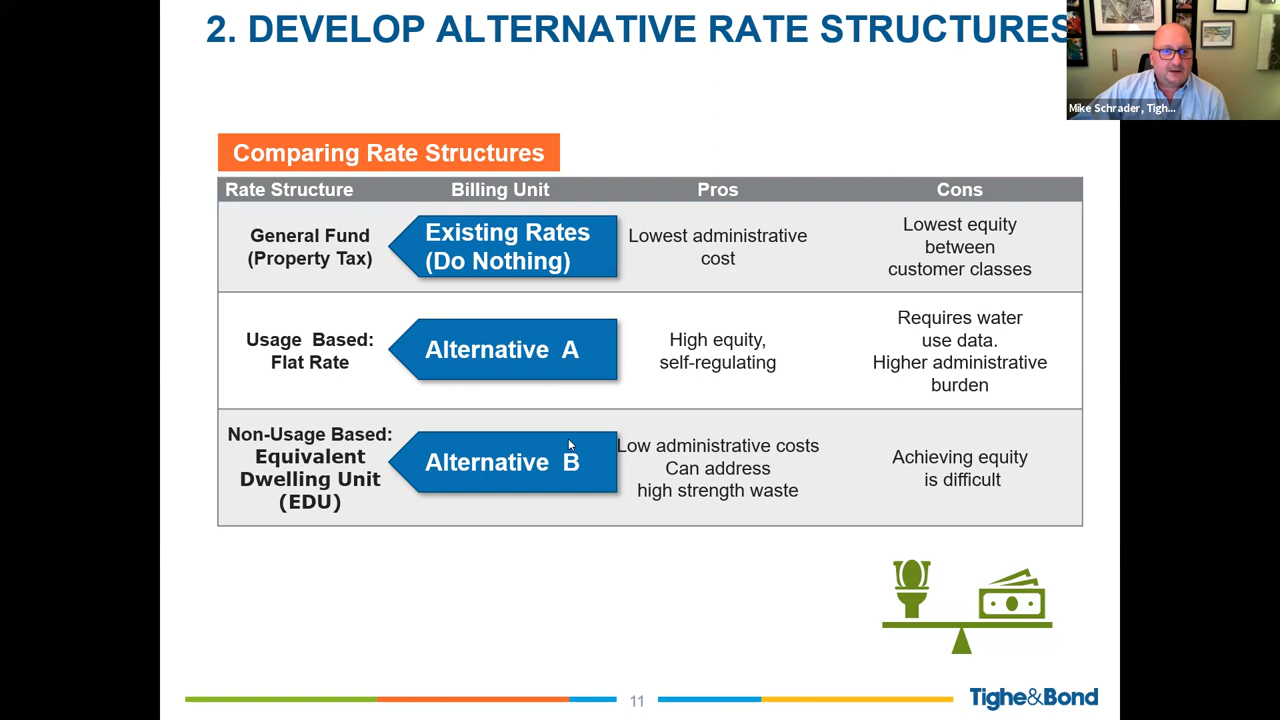 2. DEVELOP ALTERNATIVE RATE STRUCTURES
Mike Schrader, Tigh...
Comparing Rate Structures
Rate Structure Billing Unit Pros Cons
General Fund
(Property Tax)
Existing Rates
(Do Nothing)
Lowest administrative
cost
Lowest equity
between
customer classes
Usage Based:
Flat Rate
Alternative A
High equity,
self-regulating
Requires water
use data.
Higher administrative
burden
Non-Usage Based:
Equivalent
Dwelling Unit
(EDU)
Alternative B
Low administrative costs
Can address
high strength waste
Achieving equity
is difficult
11
Tighe&Bond